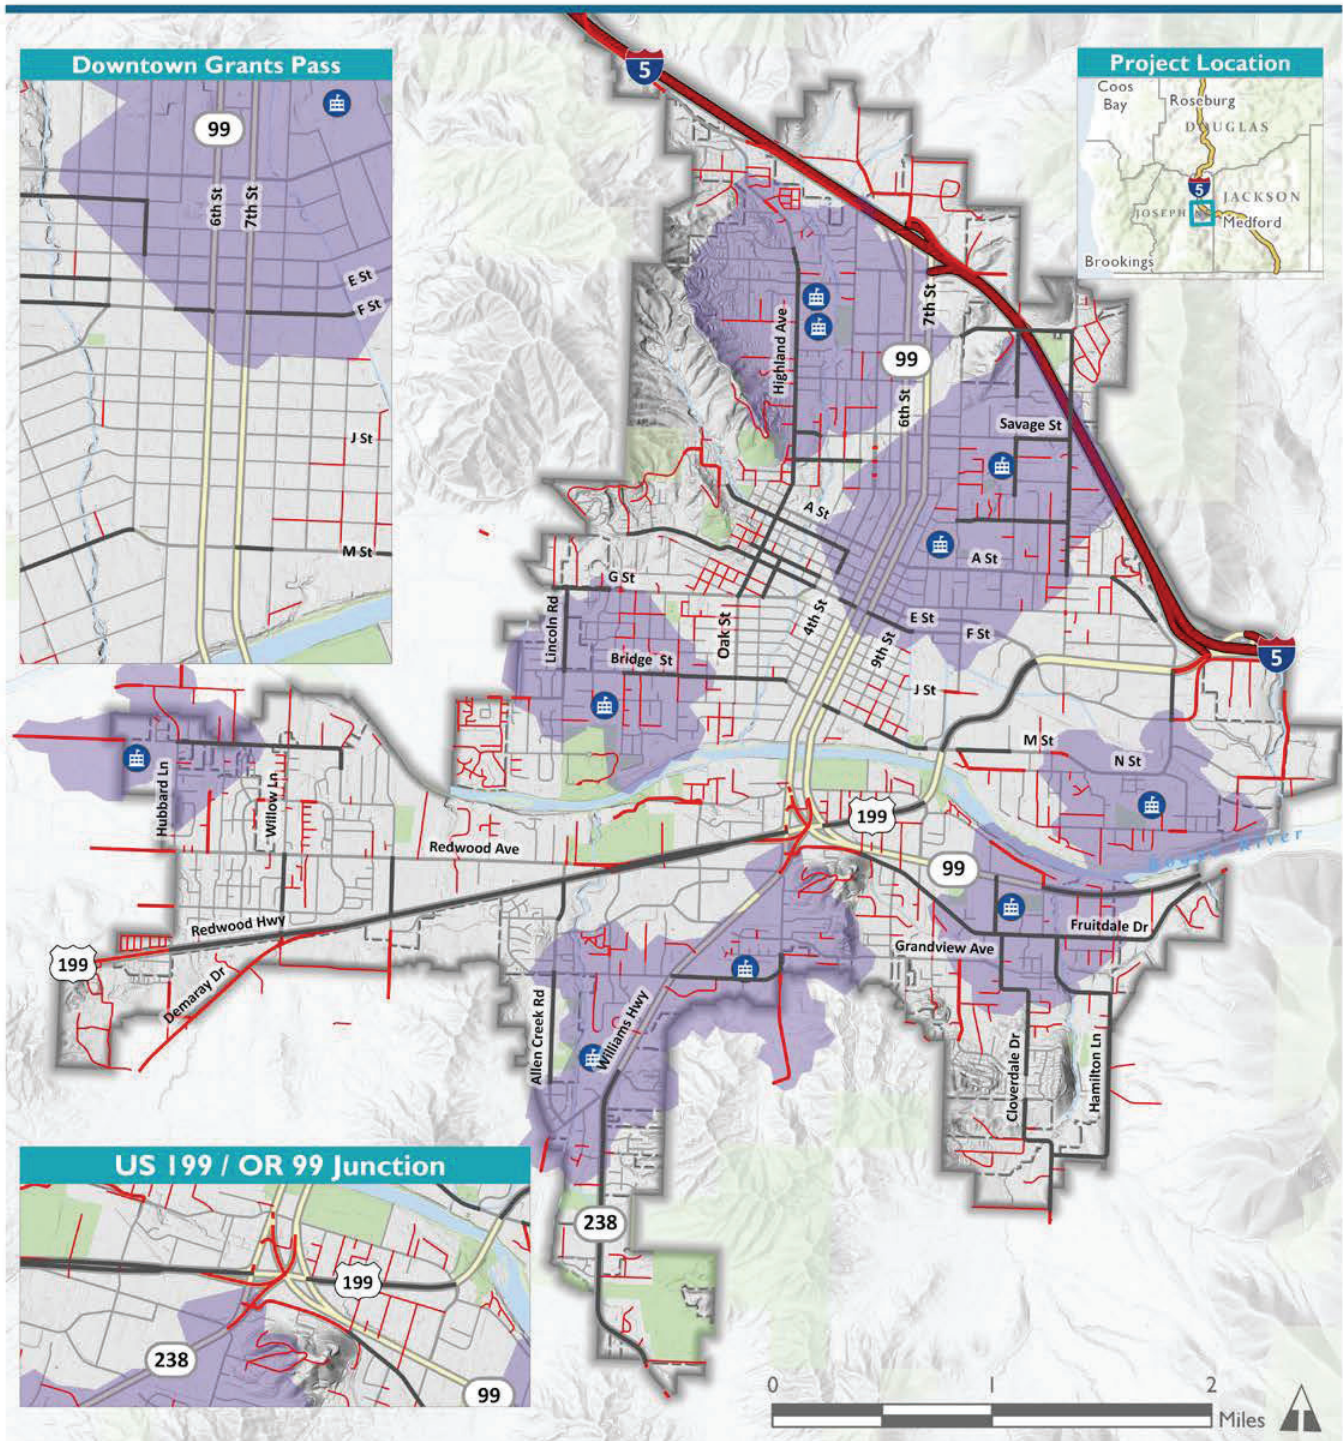 Downtown Grants Pass
99
6th St
7th St
E St
F St
J St
M St
5
Project Location
Coos
Bay
Roseburg
DOUGLAS
5
JACKSON
JOSEPH
Medford
Brookings
7th St
Highland Ave
99
6th St
Savage St
A St
A St
G St
Lincoln Rd
Oak St
4th St
E St
F St
9th St
Bridge St
J St
5
M St
N St
Hubbard Ln
Willow Ln
199
Redwood Ave
99
Rogue River
Redwood Hwy
Fruitdale Dr
Grandview Ave
199
Demaray Dr
Allen Creek Rd
Williams Hwy
Cloverdale Dr
Hamilton Ln
238
US 199 / OR 99 Junction
199
238
99
0 1 2
Miles